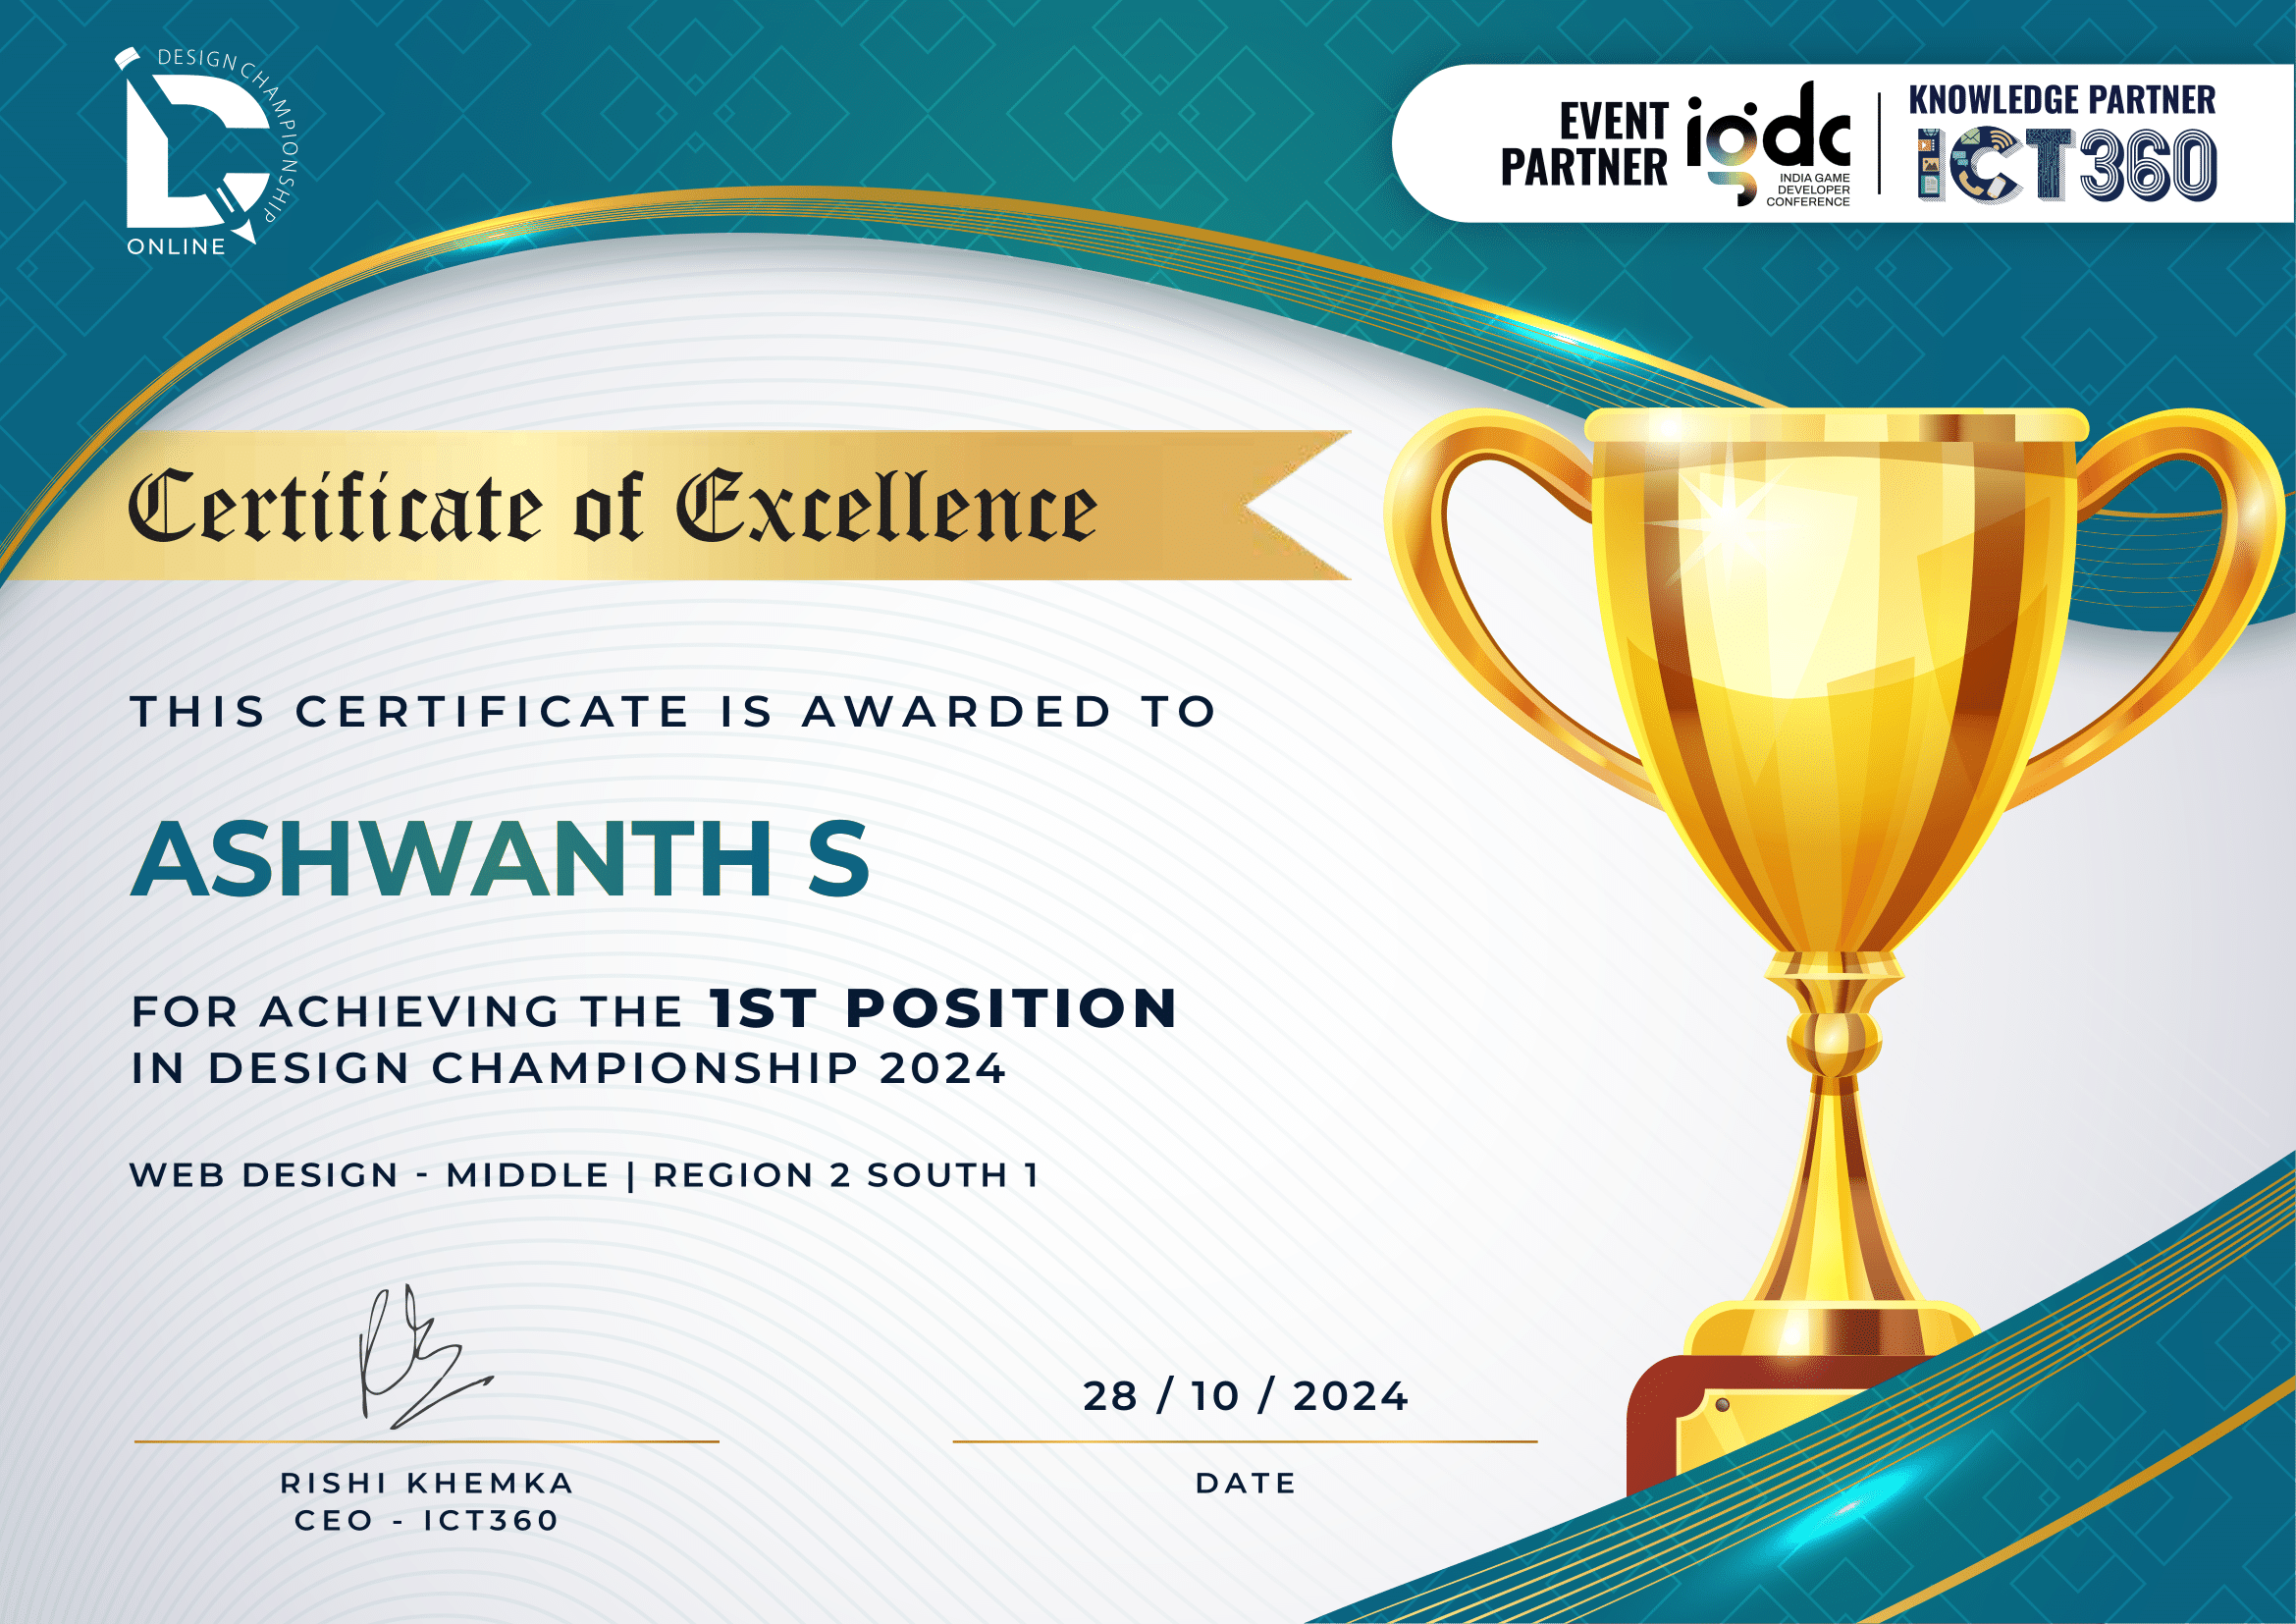 DESIGN CHAMPIONSHIP
ONLINE
EVENT PARTNER
igdc
INDIA GAME
DEVELOPER
CONFERENCE
KNOWLEDGE PARTNER
ICT360
Certificate of Excellence
THIS CERTIFICATE IS AWARDED TO
ASHWANTH S
FOR ACHIEVING THE 1ST POSITION
IN DESIGN CHAMPIONSHIP 2024
WEB DESIGN - MIDDLE | REGION 2 SOUTH 1
28 / 10 / 2024
RISHI KHEMKA
CEO - ICT360
DATE